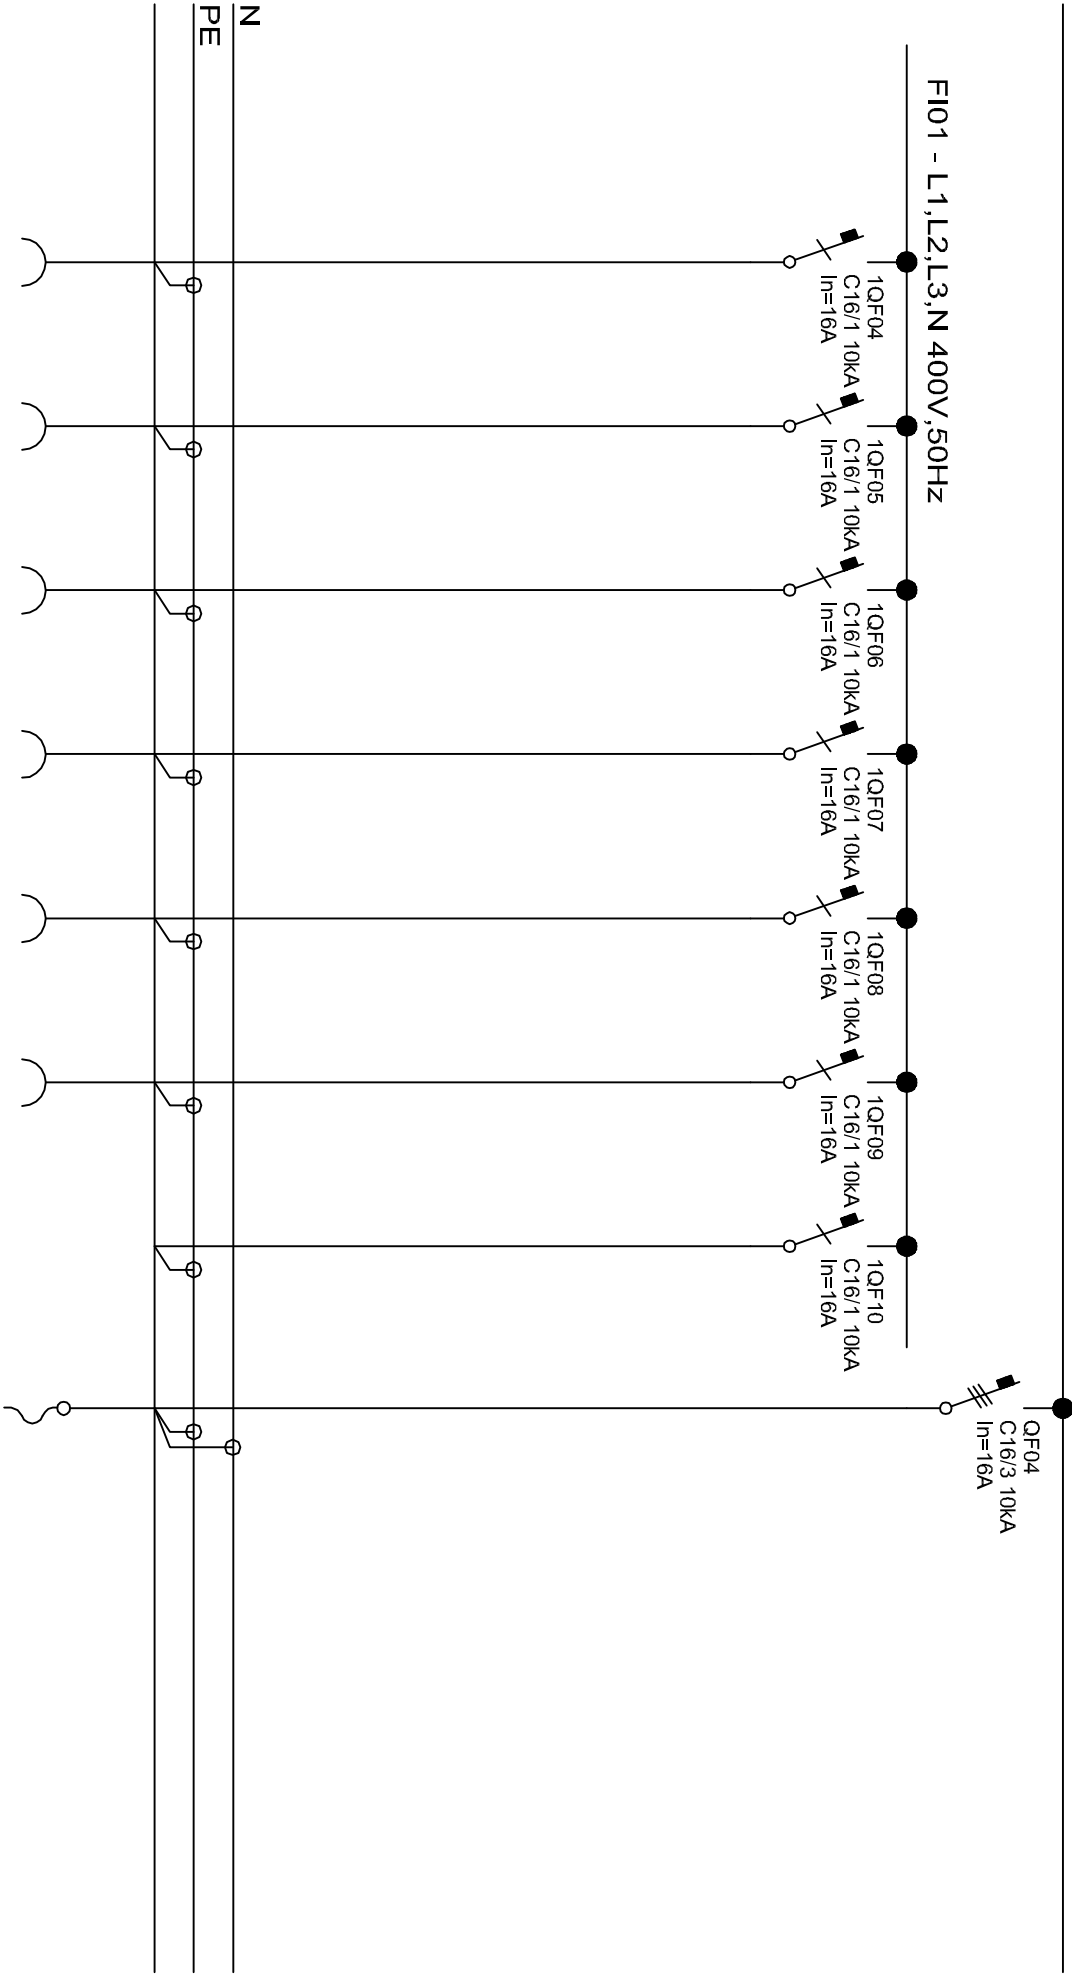 FI01 - L1,L2,L3,N 400V,50Hz
N
PE
1QF04
C16/1 10kA
In=16A
1QF05
C16/1 10kA
In=16A
1QF06
C16/1 10kA
In=16A
1QF07
C16/1 10kA
In=16A
1QF08
C16/1 10kA
In=16A
1QF09
C16/1 10kA
In=16A
1QF10
C16/1 10kA
In=16A
QF04
C16/3 10kA
In=16A